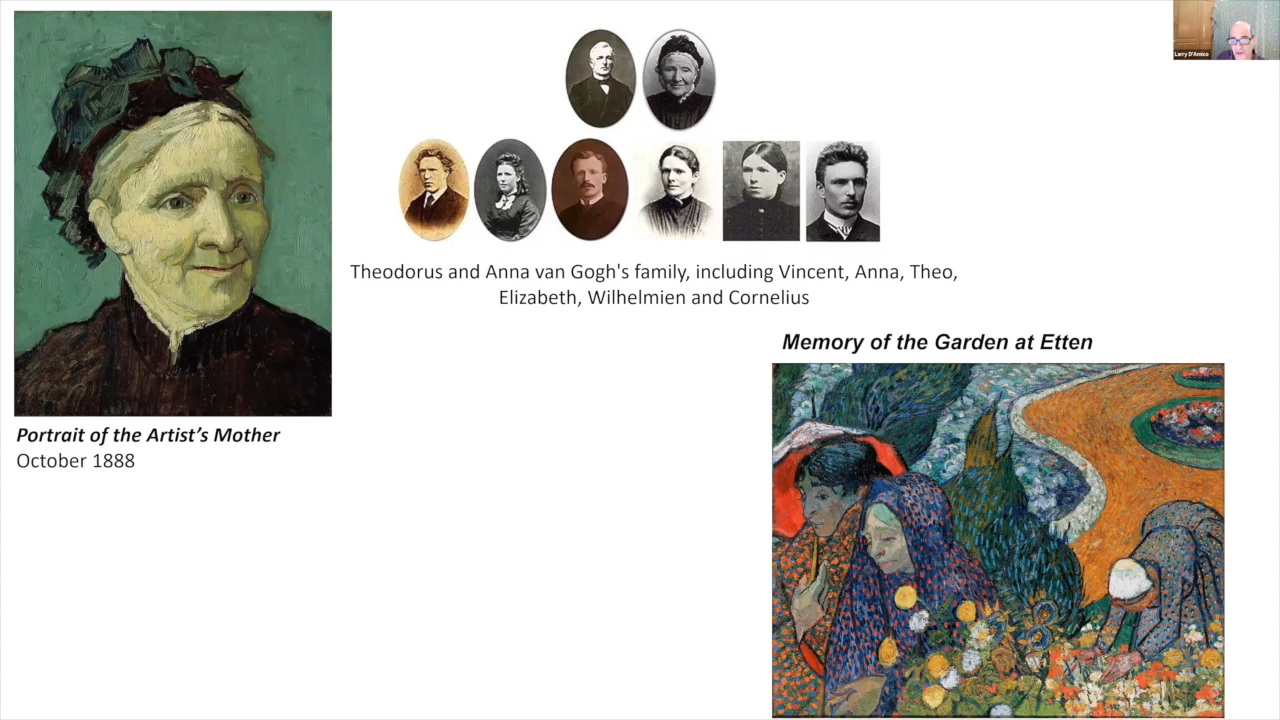 Larry D'Amico
Theodorus and Anna van Gogh's family, including Vincent, Anna, Theo,
Elizabeth, Wilhelmien and Cornelius
Memory of the Garden at Etten
Portrait of the Artist's Mother
October 1888